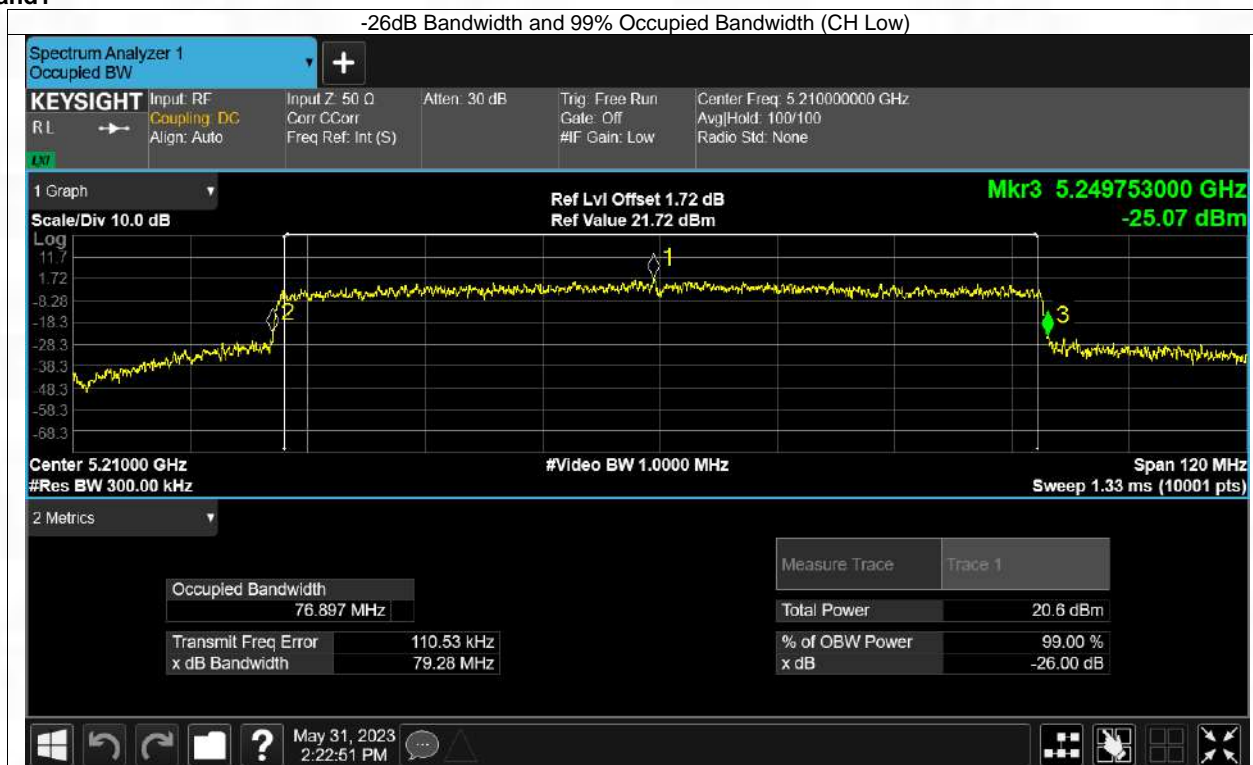 -26dB Bandwidth and 99% Occupied Bandwidth (CH Low)
Spectrum Analyzer 1
Occupied BW
KEYSIGHT
RL
LXI
Input: RF
Coupling: DC
Align: Auto
Input Z: 50 Ω
Corr CCorr
Freq Ref: Int (S)
Atten: 30 dB
Trig: Free Run
Gate: Off
#IF Gain: Low
Center Freq: 5.210000000 GHz
Avg|Hold: 100/100
Radio Std: None
1 Graph
Scale/Div 10.0 dB
Ref Lvl Offset 1.72 dB
Ref Value 21.72 dBm
Mkr3 5.249753000 GHz
-25.07 dBm
Log
11.7
1.72
-8.28
-18.3
-28.3
-38.3
-48.3
-58.3
-68.3
1
2
3
Center 5.21000 GHz
#Res BW 300.00 kHz
#Video BW 1.0000 MHz
Span 120 MHz
Sweep 1.33 ms (10001 pts)
2 Metrics
Measure Trace Trace 1
Occupied Bandwidth
76.897 MHz
Total Power 20.6 dBm
Transmit Freq Error 110.53 kHz
% of OBW Power 99.00 %
x dB Bandwidth 79.28 MHz
x dB -26.00 dB
May 31, 2023
2:22:51 PM